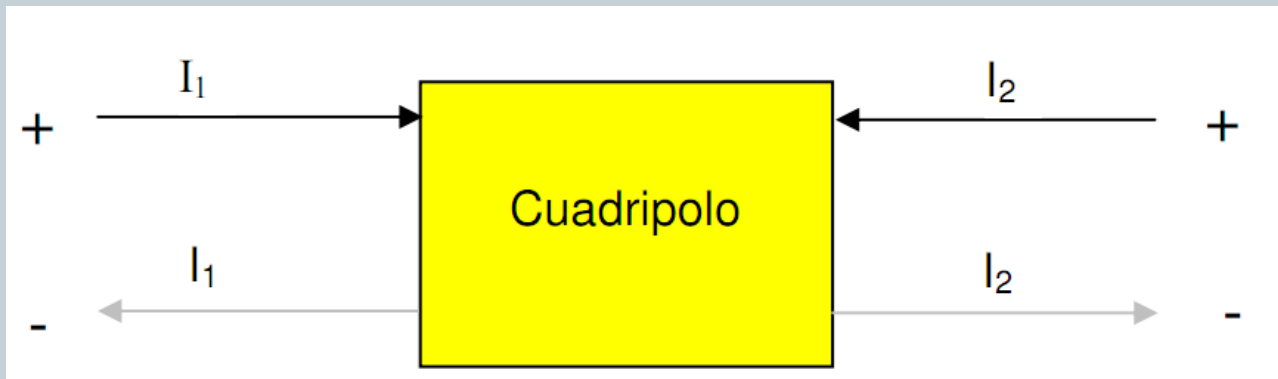 I₁
I₂
+
+
Cuadripolo
I₁
I₂
-
-